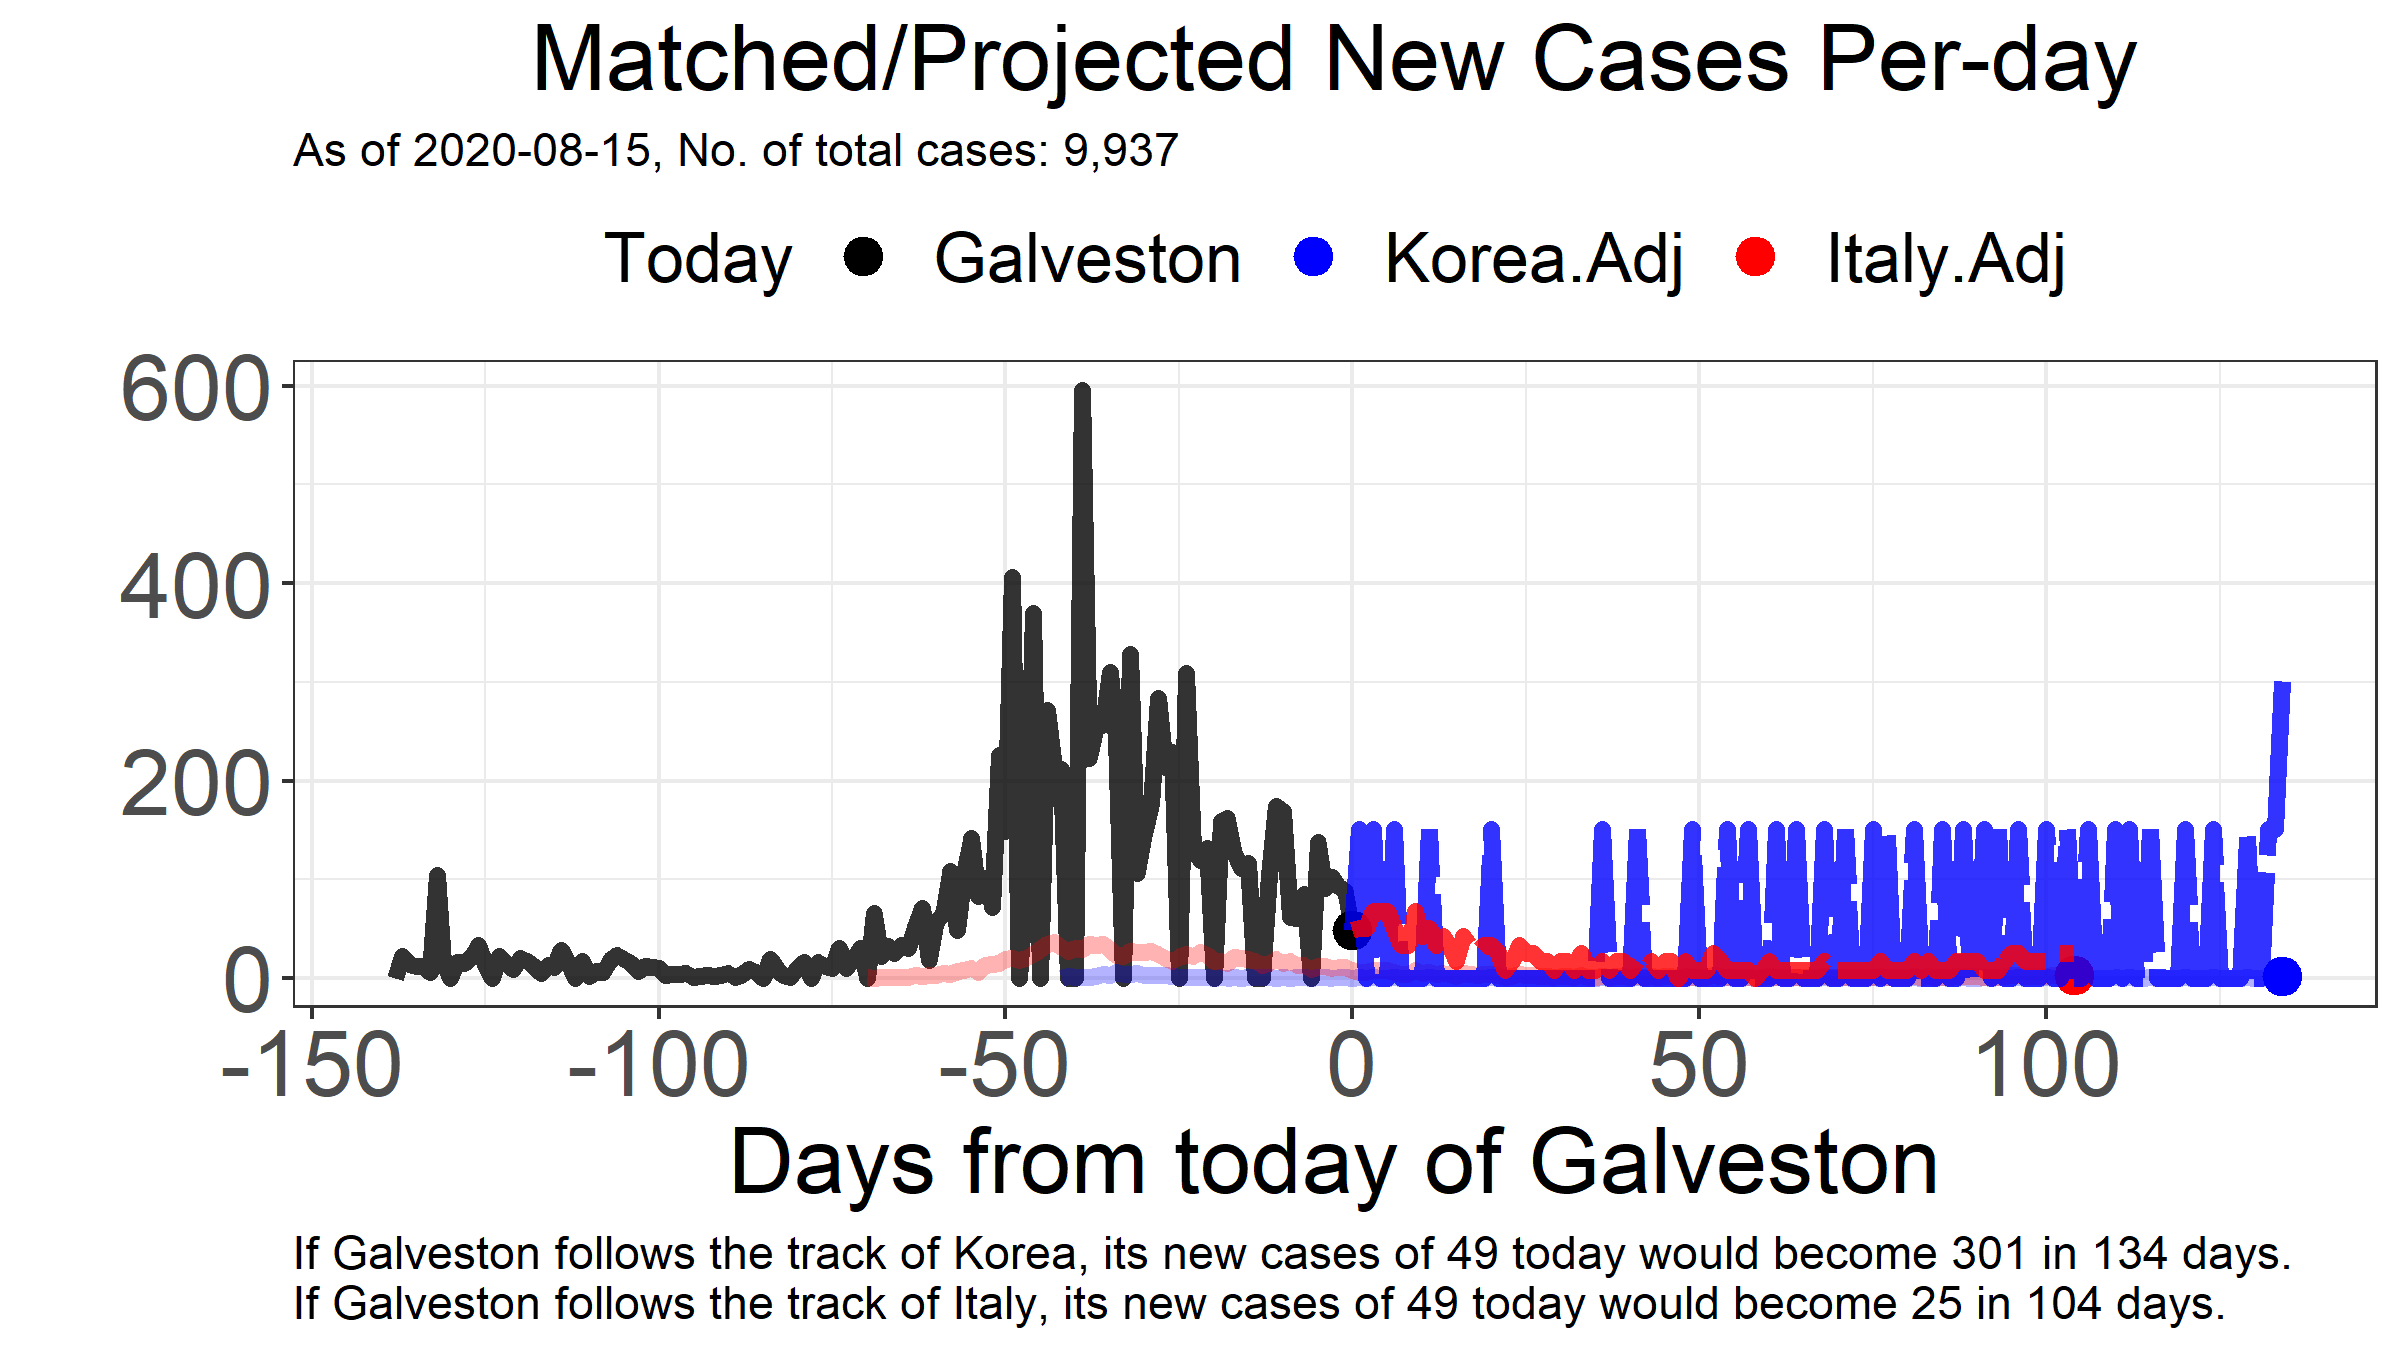 Matched/Projected New Cases Per-day
As of 2020-08-15, No. of total cases: 9,937
Today Galveston Korea.Adj Italy.Adj
600
400
200
0
-150 -100 -50 0 50 100
Days from today of Galveston
If Galveston follows the track of Korea, its new cases of 49 today would become 301 in 134 days.
If Galveston follows the track of Italy, its new cases of 49 today would become 25 in 104 days.